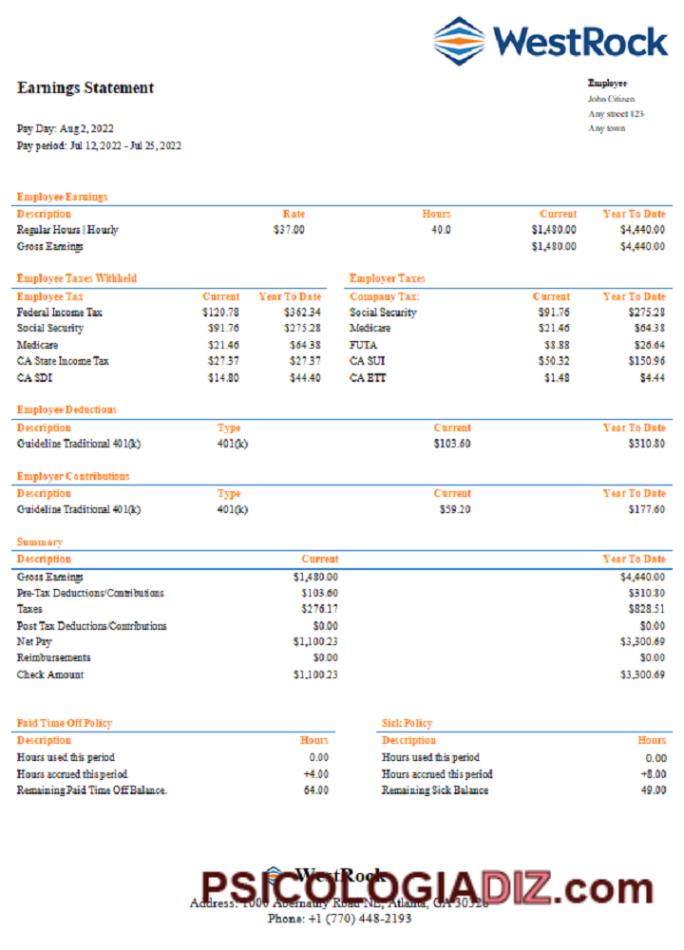 WestRock
Earnings Statement
Employee
John Citizen
Any street 123
Any town
Pay Day: Aug 2, 2022
Pay period: Jul 12, 2022 - Jul 25, 2022
Employee Earnings
Description Rate Hours Current Year To Date
Regular Hours | Hourly $37.00 40.0 $1,480.00 $4,440.00
Gross Earnings $1,480.00 $4,440.00
Employee Taxes Withheld
Employee Tax Current Year To Date
Federal Income Tax $120.78 $362.34
Social Security $91.76 $275.28
Medicare $21.46 $64.38
CA State Income Tax $27.37 $27.37
CA SDI $14.80 $44.40
Employer Taxes
Company Tax: Current Year To Date
Social Security $91.76 $275.28
Medicare $21.46 $64.38
FUTA $8.88 $26.64
CA SUI $50.32 $150.96
CA ETT $1.48 $4.44
Employee Deductions
Description Type Current Year To Date
Guideline Traditional 401(k) 401(k) $103.60 $310.80
Employer Contributions
Description Type Current Year To Date
Guideline Traditional 401(k) 401(k) $59.20 $177.60
Summary
Description Current Year To Date
Gross Earnings $1,480.00 $4,440.00
Pre-Tax Deductions/Contributions $103.60 $310.80
Taxes $276.17 $828.51
Post Tax Deductions/Contributions $0.00 $0.00
Net Pay $1,100.23 $3,300.69
Reimbursements $0.00 $0.00
Check Amount $1,100.23 $3,300.69
Paid Time Off Policy
Description Hours
Hours used this period 0.00
Hours accrued this period +4.00
Remaining Paid Time Off Balance. 64.00
Sick Policy
Description Hours
Hours used this period 0.00
Hours accrued this period +8.00
Remaining Sick Balance 49.00
WestRock
PSICOLOGIADIZ.com
Address: 1000 Abernathy Road NE, Atlanta, GA 30328
Phone: +1 (770) 448-2193